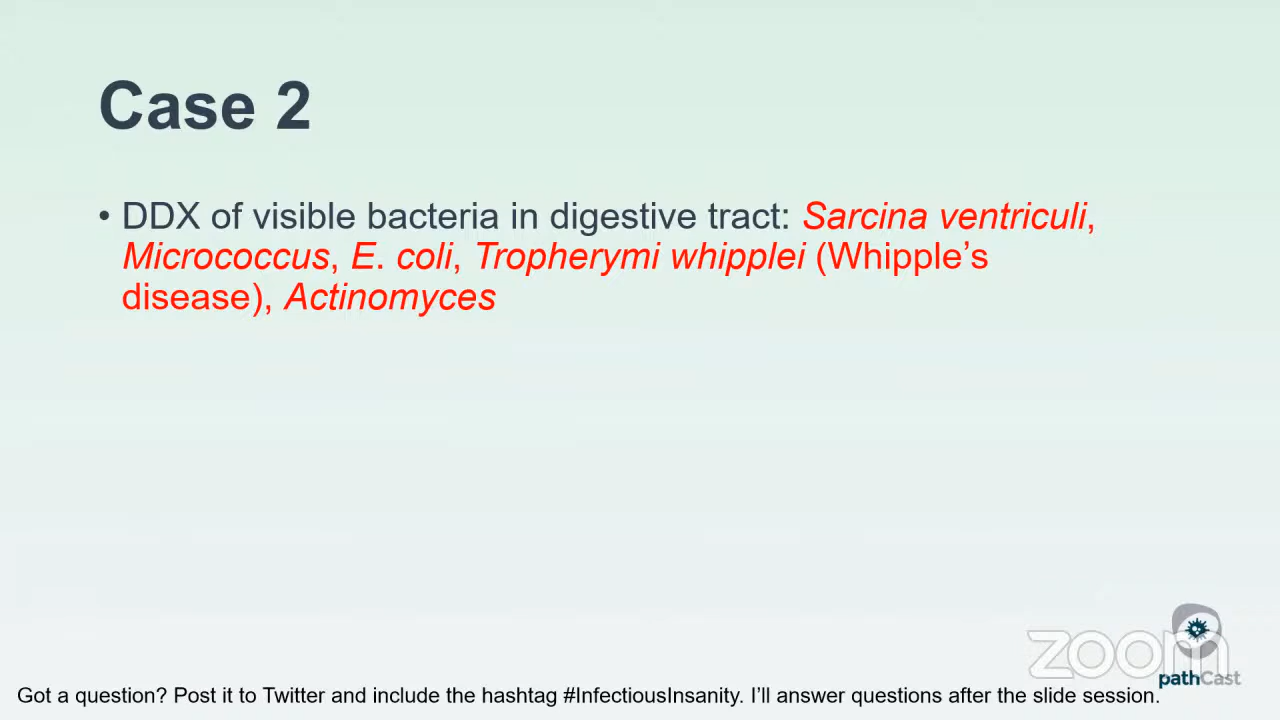 Case 2
• DDX of visible bacteria in digestive tract: Sarcina ventriculi,
Micrococcus, E. coli, Tropherymi whipplei (Whipple’s
disease), Actinomyces
zoom
pathCast
Got a question? Post it to Twitter and include the hashtag #InfectiousInsanity. I’ll answer questions after the slide session.